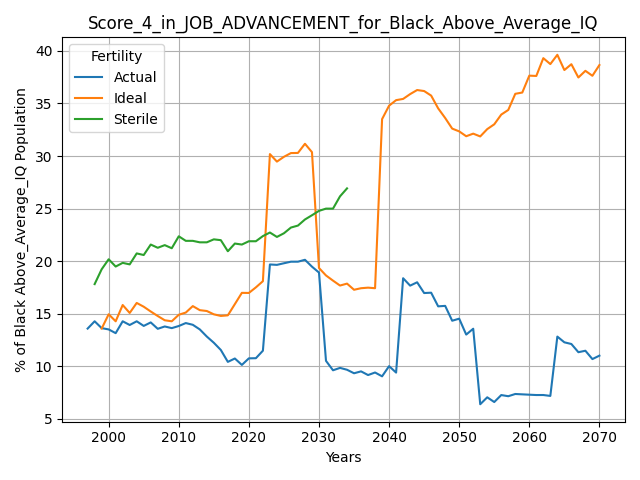 Score_4_in_JOB_ADVANCEMENT_for_Black_Above_Average_IQ
Fertility
Actual
Ideal
Sterile
% of Black Above_Average_IQ Population
40
35
30
25
20
15
10
5
2000 2010 2020 2030 2040 2050 2060 2070
Years